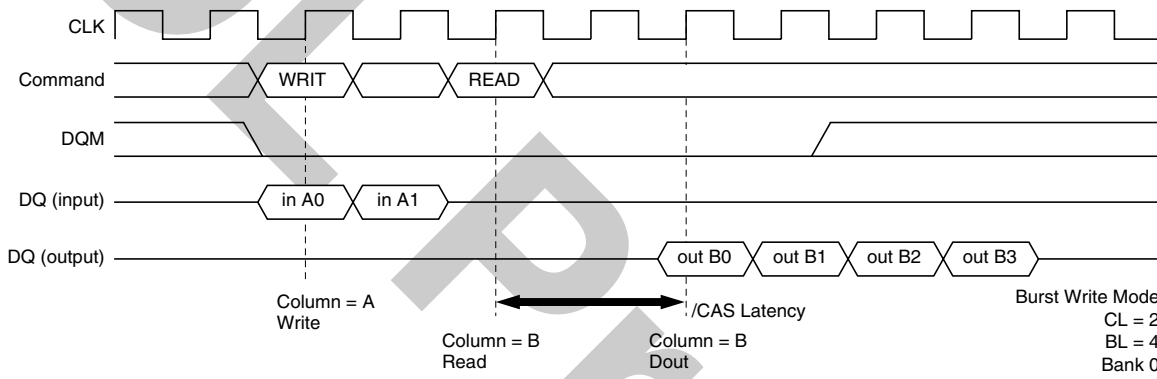 CLK
Command
WRIT
READ
DQM
DQ (input)
in A0
in A1
DQ (output)
out B0
out B1
out B2
out B3
Column = A
Write
/CAS Latency
Column = B
Read
Column = B
Dout
Burst Write Mode
CL = 2
BL = 4
Bank 0